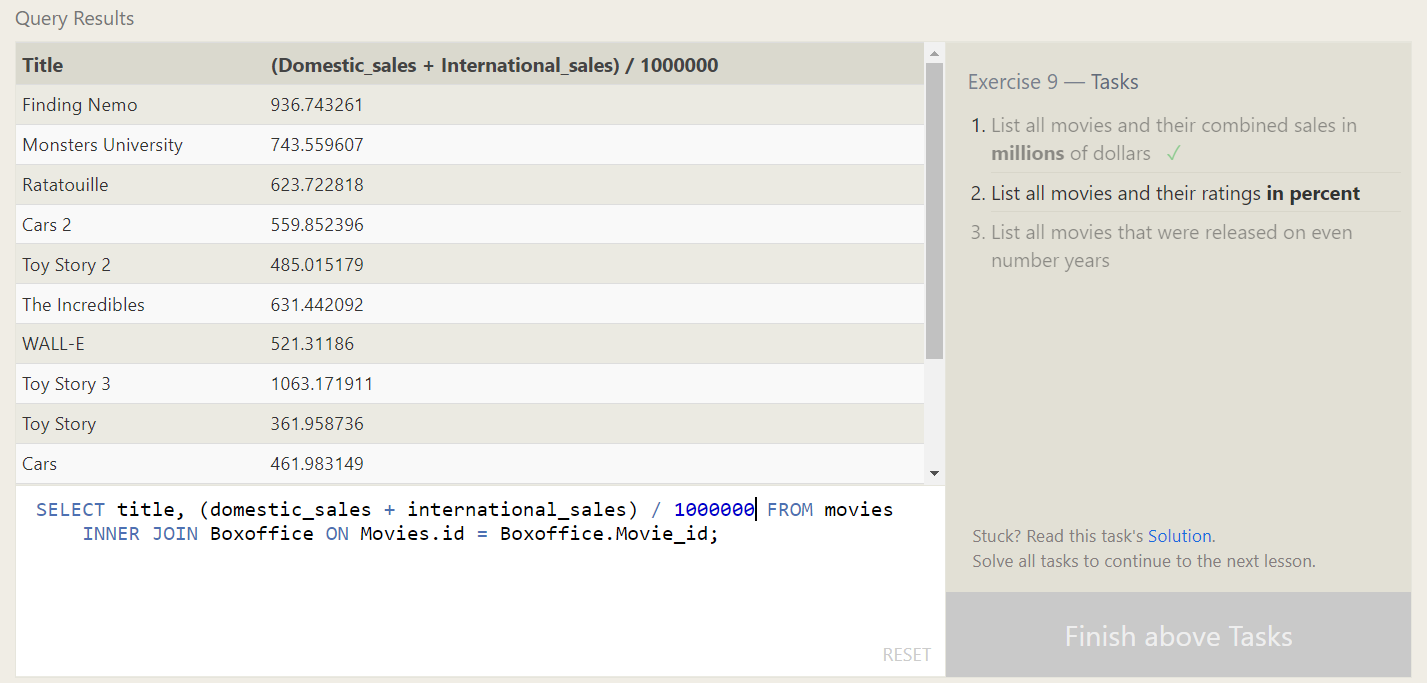 Query Results
Title (Domestic_sales + International_sales) / 1000000
Finding Nemo 936.743261
Monsters University 743.559607
Ratatouille 623.722818
Cars 2 559.852396
Toy Story 2 485.015179
The Incredibles 631.442092
WALL-E 521.31186
Toy Story 3 1063.171911
Toy Story 361.958736
Cars 461.983149
SELECT title, (domestic_sales + international_sales) / 1000000 FROM movies
INNER JOIN Boxoffice ON Movies.id = Boxoffice.Movie_id;
RESET
Exercise 9 — Tasks
1. List all movies and their combined sales in
millions of dollars ✓
2. List all movies and their ratings in percent
3. List all movies that were released on even
number years
Stuck? Read this task's Solution.
Solve all tasks to continue to the next lesson.
Finish above Tasks